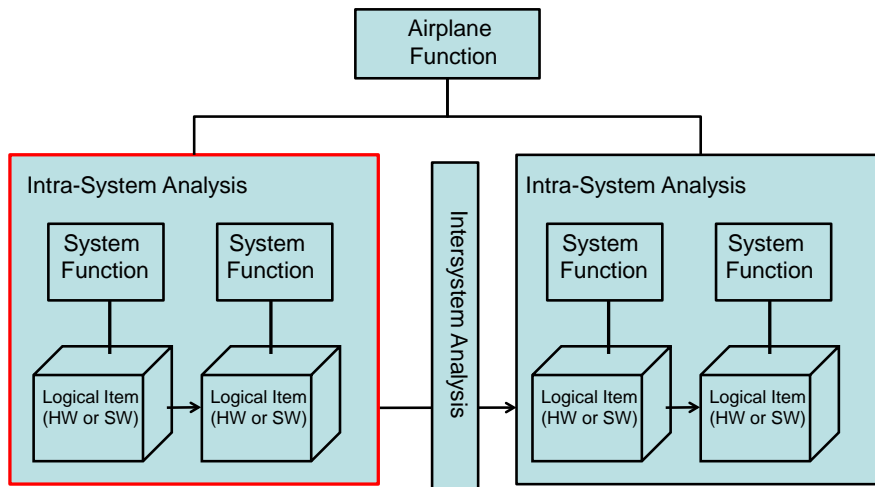 Airplane
Function
Intra-System Analysis
System
Function
System
Function
Logical Item
(HW or SW)
Logical Item
(HW or SW)
Intersystem Analysis
Intra-System Analysis
System
Function
System
Function
Logical Item
(HW or SW)
Logical Item
(HW or SW)